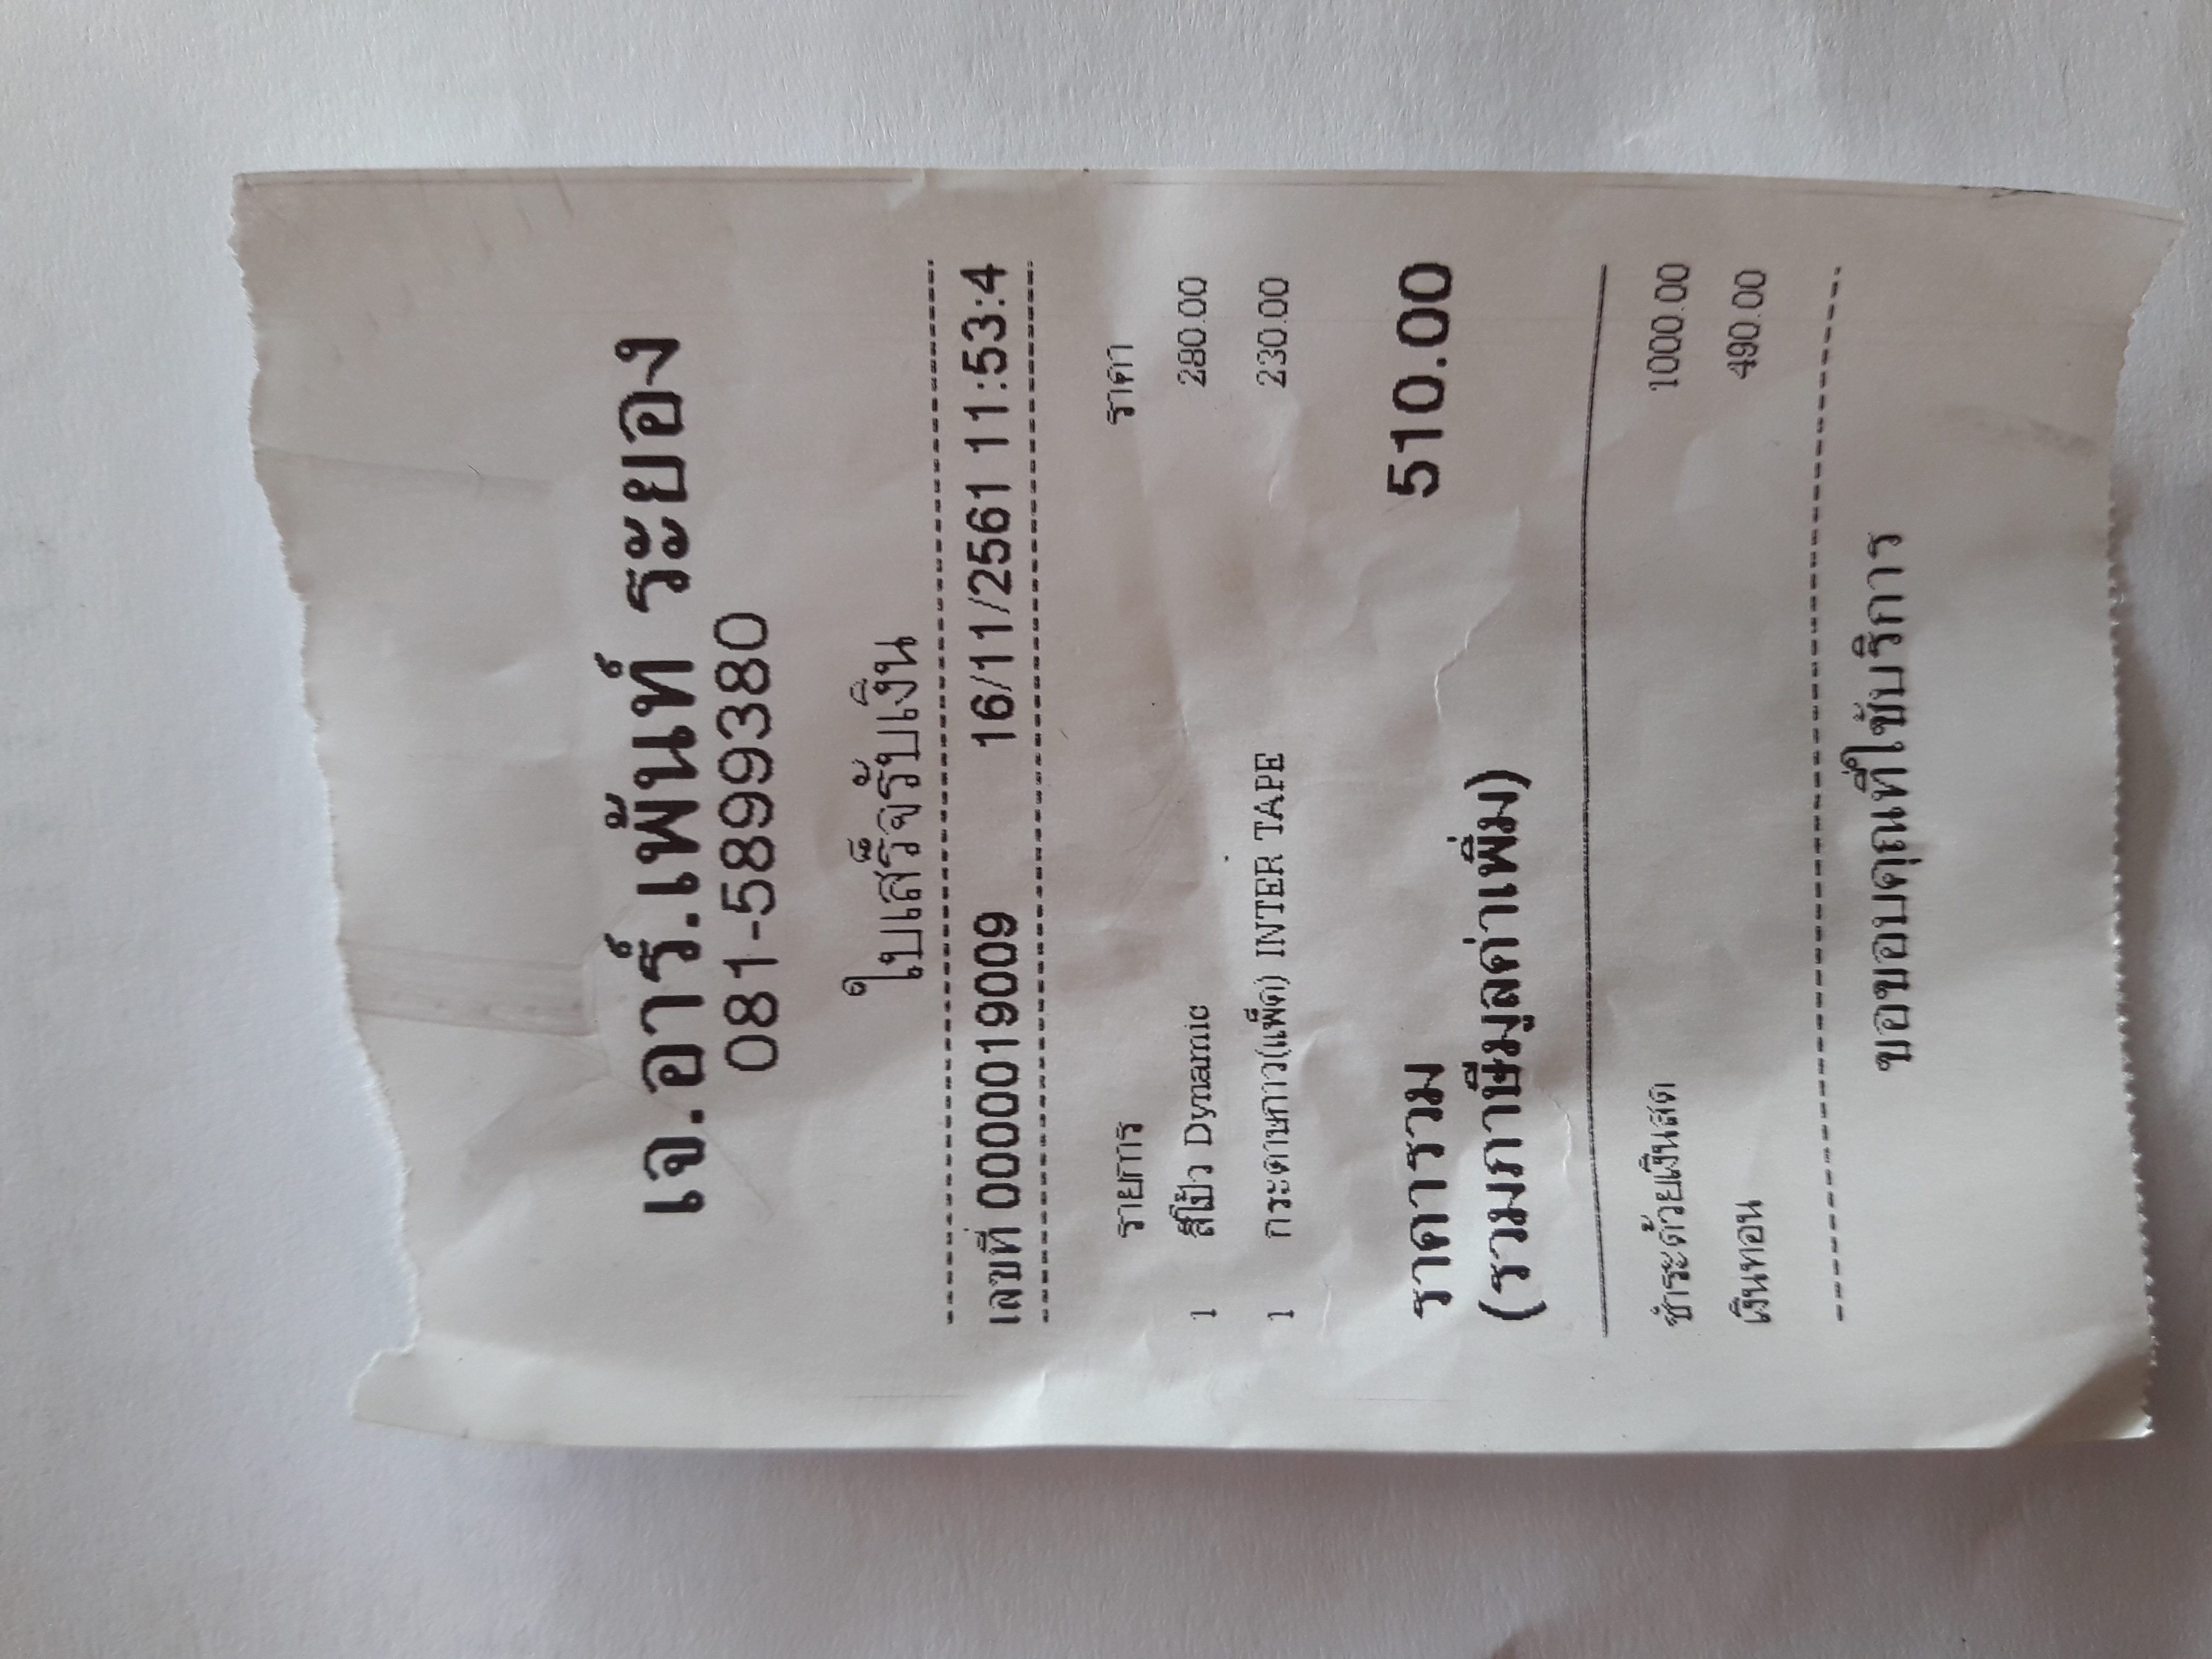 เจ.อาร์.เพ้นท์ ระยอง
081-5899380
ใบเสร็จรับเงิน
เลขที่ 0000019009 16/11/2561 11:53:4
รายการ ราคา
1 สีโป๊ว Dynamic 280.00
1 กระดาษกาว(แพ็ค) INTER TAPE 230.00
ราคารวม 510.00
(รวมภาษีมูลค่าเพิ่ม)
ชำระด้วยเงินสด 1000.00
เงินทอน 490.00
ขอขอบคุณที่ใช้บริการ